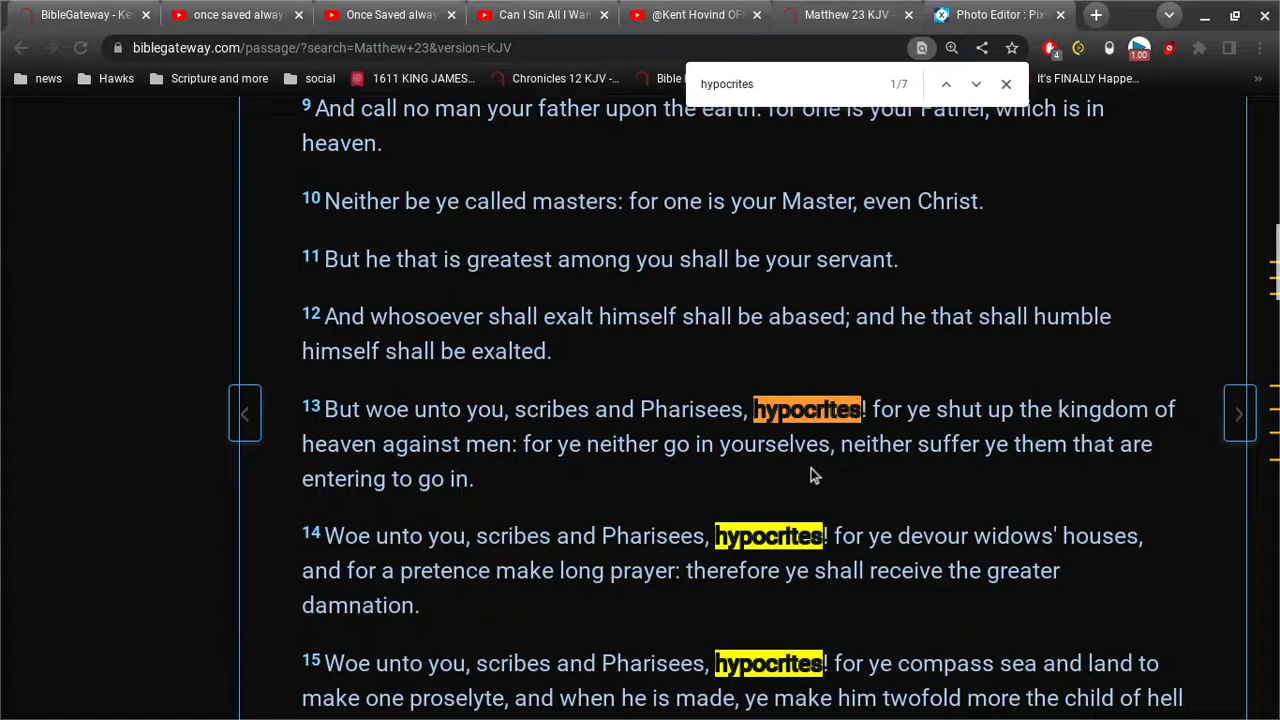 BibleGateway - Ke
once saved alway
Once Saved alway
Can I Sin All I Wan
@Kent Hovind OF
Matthew 23 KJV -
Photo Editor : Pix
biblegateway.com/passage/?search=Matthew+23&version=KJV
4
1.00
news
Hawks
Scripture and more
social
1611 KING JAMES...
Chronicles 12 KJV -...
Bible
It's FINALLY Happe...
hypocrites
1/7
9 And call no man your father upon the earth: for one is your Father, which is in
heaven.
10 Neither be ye called masters: for one is your Master, even Christ.
11 But he that is greatest among you shall be your servant.
12 And whosoever shall exalt himself shall be abased; and he that shall humble
himself shall be exalted.
13 But woe unto you, scribes and Pharisees, hypocrites! for ye shut up the kingdom of
heaven against men: for ye neither go in yourselves, neither suffer ye them that are
entering to go in.
14 Woe unto you, scribes and Pharisees, hypocrites! for ye devour widows' houses,
and for a pretence make long prayer: therefore ye shall receive the greater
damnation.
15 Woe unto you, scribes and Pharisees, hypocrites! for ye compass sea and land to
make one proselyte, and when he is made, ye make him twofold more the child of hell